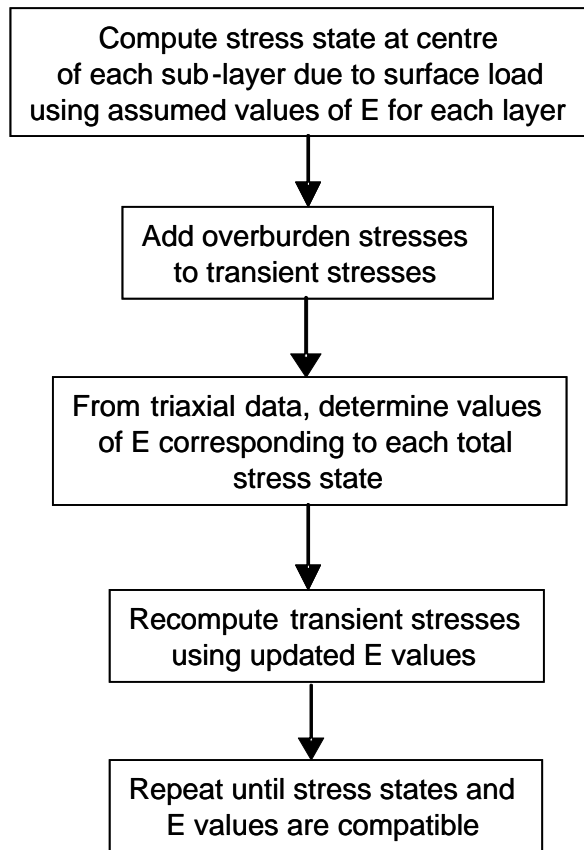 Compute stress state at centre
of each sub-layer due to surface load
using assumed values of E for each layer
Add overburden stresses
to transient stresses
From triaxial data, determine values
of E corresponding to each total
stress state
Recompute transient stresses
using updated E values
Repeat until stress states and
E values are compatible